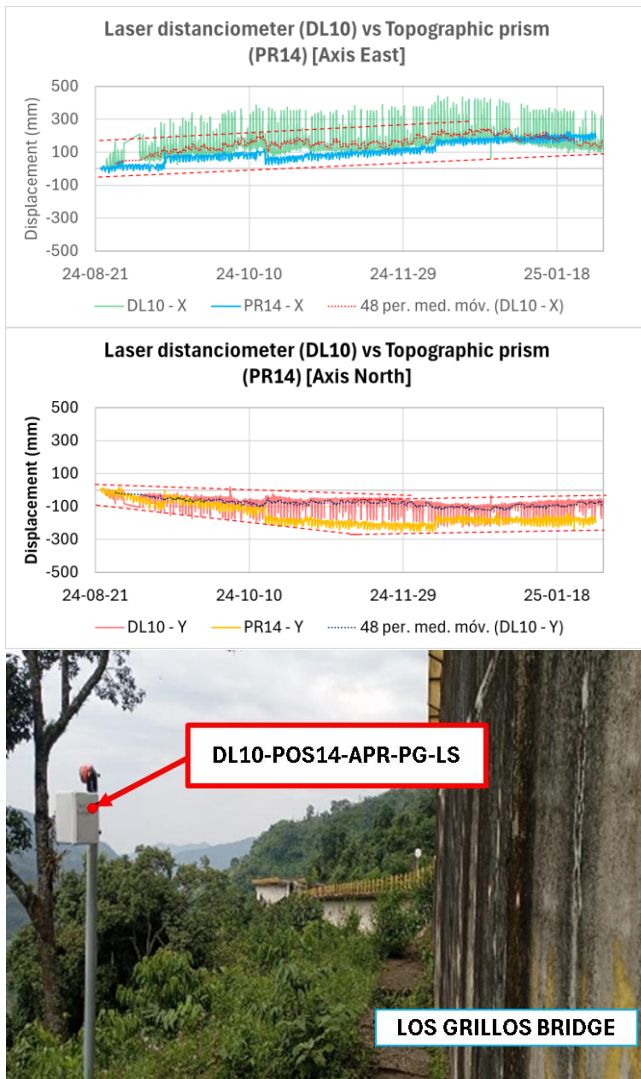 Laser distanciometer (DL10) vs Topographic prism
(PR14) [Axis East]
Displacement (mm)
500
300
100
-100
-300
-500
24-08-21
24-10-10
24-11-29
25-01-18
DL10 - X
PR14 - X
48 per. med. móv. (DL10 - X)
Laser distanciometer (DL10) vs Topographic prism
(PR14) [Axis North]
Displacement (mm)
500
300
100
-100
-300
-500
24-08-21
24-10-10
24-11-29
25-01-18
DL10 - Y
PR14 - Y
48 per. med. móv. (DL10 - Y)
DL10-POS14-APR-PG-LS
LOS GRILLOS BRIDGE